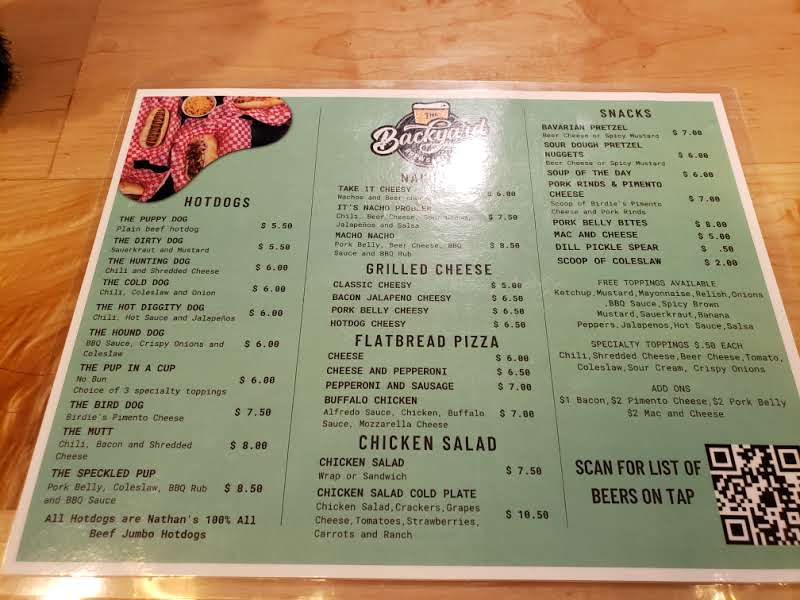 HOTDOGS
THE PUPPY DOG
Plain beef hotdog $ 5.50
THE DIRTY DOG
Sauerkraut and Mustard $ 5.50
THE HUNTING DOG
Chili and Shredded Cheese $ 6.00
THE COLD DOG
Chili, Coleslaw and Onion $ 6.00
THE HOT DIGGITY DOG
Chili, Hot Sauce and Jalapeños $ 6.00
THE HOUND DOG
BBQ Sauce, Crispy Onions and $ 6.00
Coleslaw
THE PUP IN A CUP
No Bun $ 6.00
Choice of 3 specialty toppings
THE BIRD DOG
Birdie's Pimento Cheese $ 7.50
THE MUTT
Chili, Bacon and Shredded $ 8.00
Cheese
THE SPECKLED PUP
Pork Belly, Coleslaw, BBQ Rub $ 8.50
and BBQ Sauce
All Hotdogs are Nathan's 100% All
Beef Jumbo Hotdogs
THE
Backyard
TAKE IT CHEESY
Nachos and Beer $ 6.00
IT'S NACHO PROBLEM
Chili, Beer Cheese, Sour Cream, $ 7.50
Jalapenos and Salsa
MACHO NACHO
Pork Belly, Beer Cheese, BBQ $ 8.50
Sauce and BBQ Rub
GRILLED CHEESE
CLASSIC CHEESY $ 5.00
BACON JALAPENO CHEESY $ 6.50
PORK BELLY CHEESY $ 6.50
HOTDOG CHEESY $ 6.50
FLATBREAD PIZZA
CHEESE $ 6.00
CHEESE AND PEPPERONI $ 6.50
PEPPERONI AND SAUSAGE $ 7.00
BUFFALO CHICKEN
Alfredo Sauce, Chicken, Buffalo $ 7.00
Sauce, Mozzarella Cheese
CHICKEN SALAD
CHICKEN SALAD
Wrap or Sandwich $ 7.50
CHICKEN SALAD COLD PLATE
Chicken Salad,Crackers,Grapes
Cheese,Tomatoes,Strawberries, $ 10.50
Carrots and Ranch
SNACKS
BAVARIAN PRETZEL
Beer Cheese or Spicy Mustard $ 7.00
SOUR DOUGH PRETZEL
NUGGETS $ 6.00
Beer Cheese or Spicy Mustard
SOUP OF THE DAY $ 6.00
PORK RINDS & PIMENTO
CHEESE $ 7.00
Scoop of Birdie's Pimento
Cheese and Pork Rinds
PORK BELLY BITES $ 8.00
MAC AND CHEESE $ 5.00
DILL PICKLE SPEAR $ .50
SCOOP OF COLESLAW $ 2.00
FREE TOPPINGS AVAILABLE
Ketchup,Mustard,Mayonnaise,Relish,Onions
,BBQ Sauce,Spicy Brown
Mustard,Sauerkraut,Banana
Peppers,Jalapenos,Hot Sauce,Salsa
SPECIALTY TOPPINGS $.50 EACH
Chili,Shredded Cheese,Beer Cheese,Tomato,
Coleslaw,Sour Cream, Crispy Onions
ADD ONS
$1 Bacon,$2 Pimento Cheese,$2 Pork Belly
$2 Mac and Cheese
SCAN FOR LIST OF
BEERS ON TAP